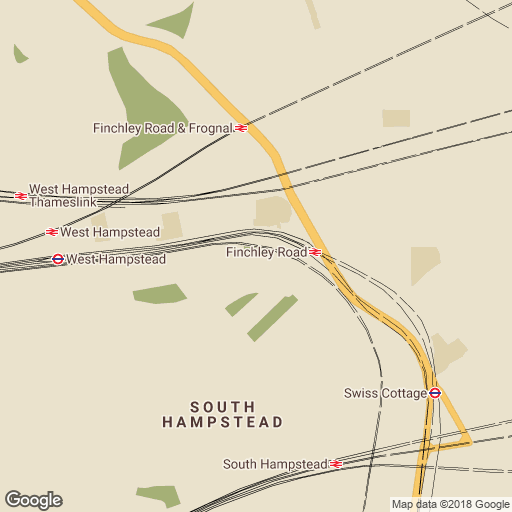 Finchley Road & Frognal
West Hampstead
Thameslink
West Hampstead
West Hampstead
Finchley Road
Swiss Cottage
SOUTH
HAMPSTEAD
South Hampstead
Google
Google
Map data ©2018 Google